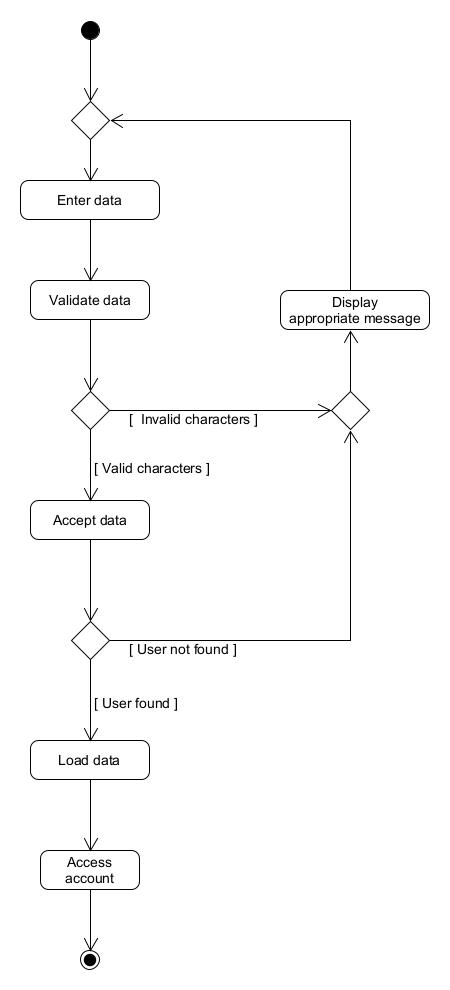 Enter data
Validate data
Display
appropriate message
[ Invalid characters ]
[ Valid characters ]
Accept data
[ User not found ]
[ User found ]
Load data
Access
account